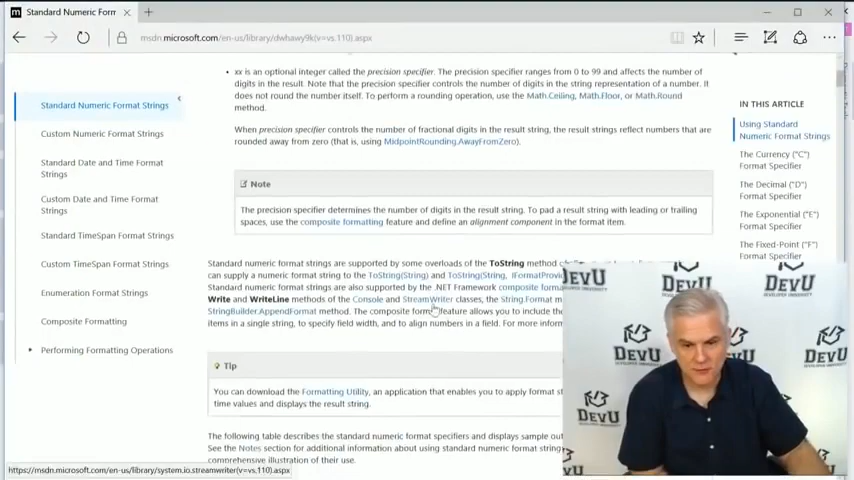 Standard Numeric Form
msdn.microsoft.com/en-us/library/dwhawy9k(v=vs.110).aspx
Standard Numeric Format Strings
Custom Numeric Format Strings
Standard Date and Time Format
Strings
Custom Date and Time Format
Strings
Standard TimeSpan Format Strings
Custom TimeSpan Format Strings
Enumeration Format Strings
Composite Formatting
Performing Formatting Operations
• xx is an optional integer called the precision specifier. The precision specifier ranges from 0 to 99 and affects the number of
digits in the result. Note that the precision specifier controls the number of digits in the string representation of a number. It
does not round the number itself. To perform a rounding operation, use the Math.Ceiling, Math.Floor, or Math.Round
method.
When precision specifier controls the number of fractional digits in the result string, the result strings reflect numbers that are
rounded away from zero (that is, using MidpointRounding.AwayFromZero).
Note
The precision specifier determines the number of digits in the result string. To pad a result string with leading or trailing
spaces, use the composite formatting feature and define an alignment component in the format item.
Standard numeric format strings are supported by some overloads of the ToString method
can supply a numeric format string to the ToString(String) and ToString(String, IFormatProvi
Standard numeric format strings are also supported by the .NET Framework composite form
Write and WriteLine methods of the Console and StreamWriter classes, the String.Format m
StringBuilder.AppendFormat method. The composite format feature allows you to include the
items in a single string, to specify field width, and to align numbers in a field. For more inform
Tip
You can download the Formatting Utility, an application that enables you to apply format st
time values and displays the result string.
The following table describes the standard numeric format specifiers and displays sample out
See the Notes section for additional information about using standard numeric format string
comprehensive illustration of their use.
IN THIS ARTICLE
Using Standard
Numeric Format Strings
The Currency ("C")
Format Specifier
The Decimal ("D")
Format Specifier
The Exponential ("E")
Format Specifier
The Fixed-Point ("F")
Format Specifier
DEVU
DEVELOPER UNIVERSITY
DEVU
DEVELOPER UNIVERSITY
DEVU
DEVU
DEVU
https://msdn.microsoft.com/en-us/library/system.io.streamwriter(v=vs.110).aspx